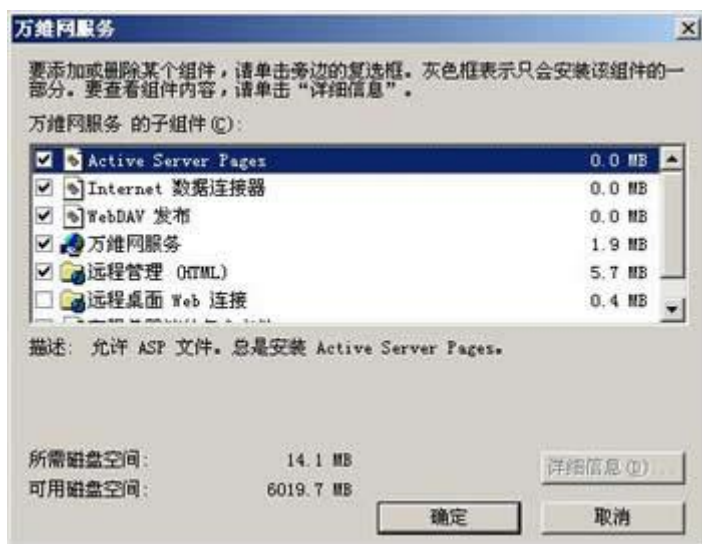 万维网服务
要添加或删除某个组件，请单击旁边的复选框。灰色框表示只会安装该组件的一
部分。要查看组件内容，请单击“详细信息”。
万维网服务 的子组件(C):
Active Server Pages 0.0 MB
Internet 数据连接器 0.0 MB
WebDAV 发布 0.0 MB
万维网服务 1.9 MB
远程管理 (HTML) 5.7 MB
远程桌面 Web 连接 0.4 MB
描述: 允许 ASP 文件。总是安装 Active Server Pages。
所需磁盘空间: 14.1 MB
详细信息(D)...
可用磁盘空间: 6019.7 MB
确定 取消